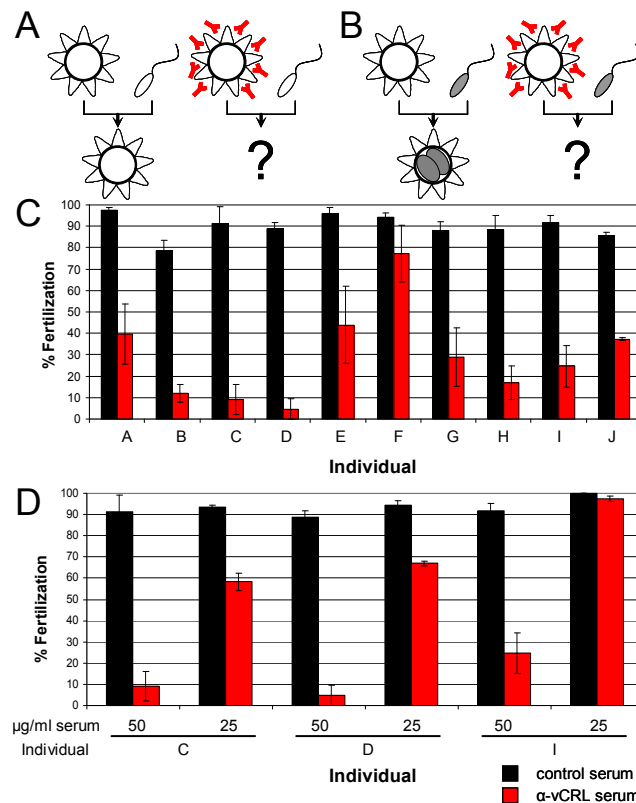 A
B
?
?
C
% Fertilization
100
90
80
70
60
50
40
30
20
10
0
A B C D E F G H I J
Individual
D
% Fertilization
100
90
80
70
60
50
40
30
20
10
0
µg/ml serum 50 25 50 25 50 25
Individual C D I
Individual
control serum
α-vCRL serum